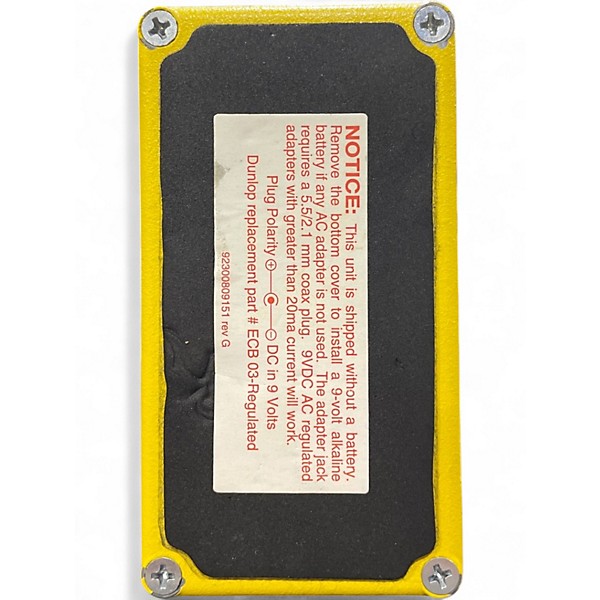 NOTICE: This unit is shipped without a battery.
Remove the bottom cover to install a 9-volt alkaline
battery if any AC adapter is not used. The adapter jack
requires a 5.5/2.1 mm coax plug. 9VDC AC regulated
adapters with greater than 20ma current will work.
Plug Polarity + - DC in 9 Volts
Dunlop replacement part # ECB 03-Regulated
92300809151 rev G